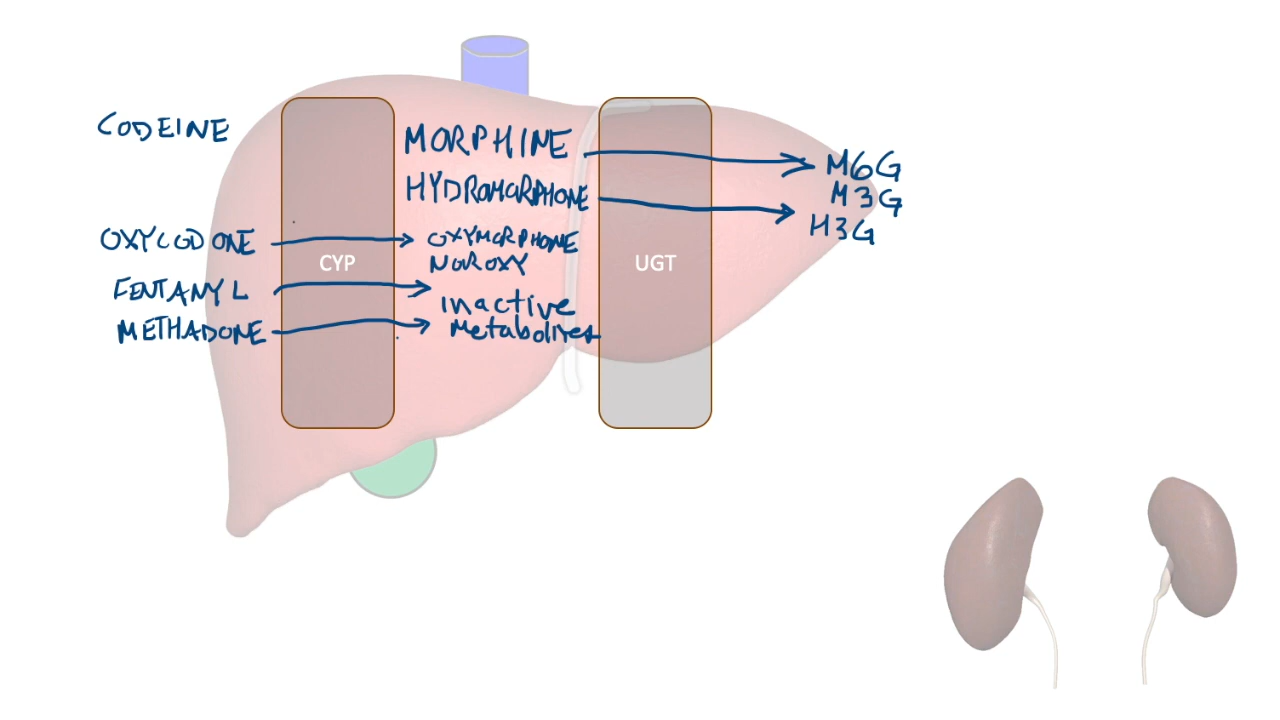 CODEINE
MORPHINE
M6G
HYDROMORPHONE
M3G
H3G
OXYCODONE
OXYMORPHONE
NOROXY
CYP
UGT
FENTANYL
Inactive
Metabolites
METHADONE